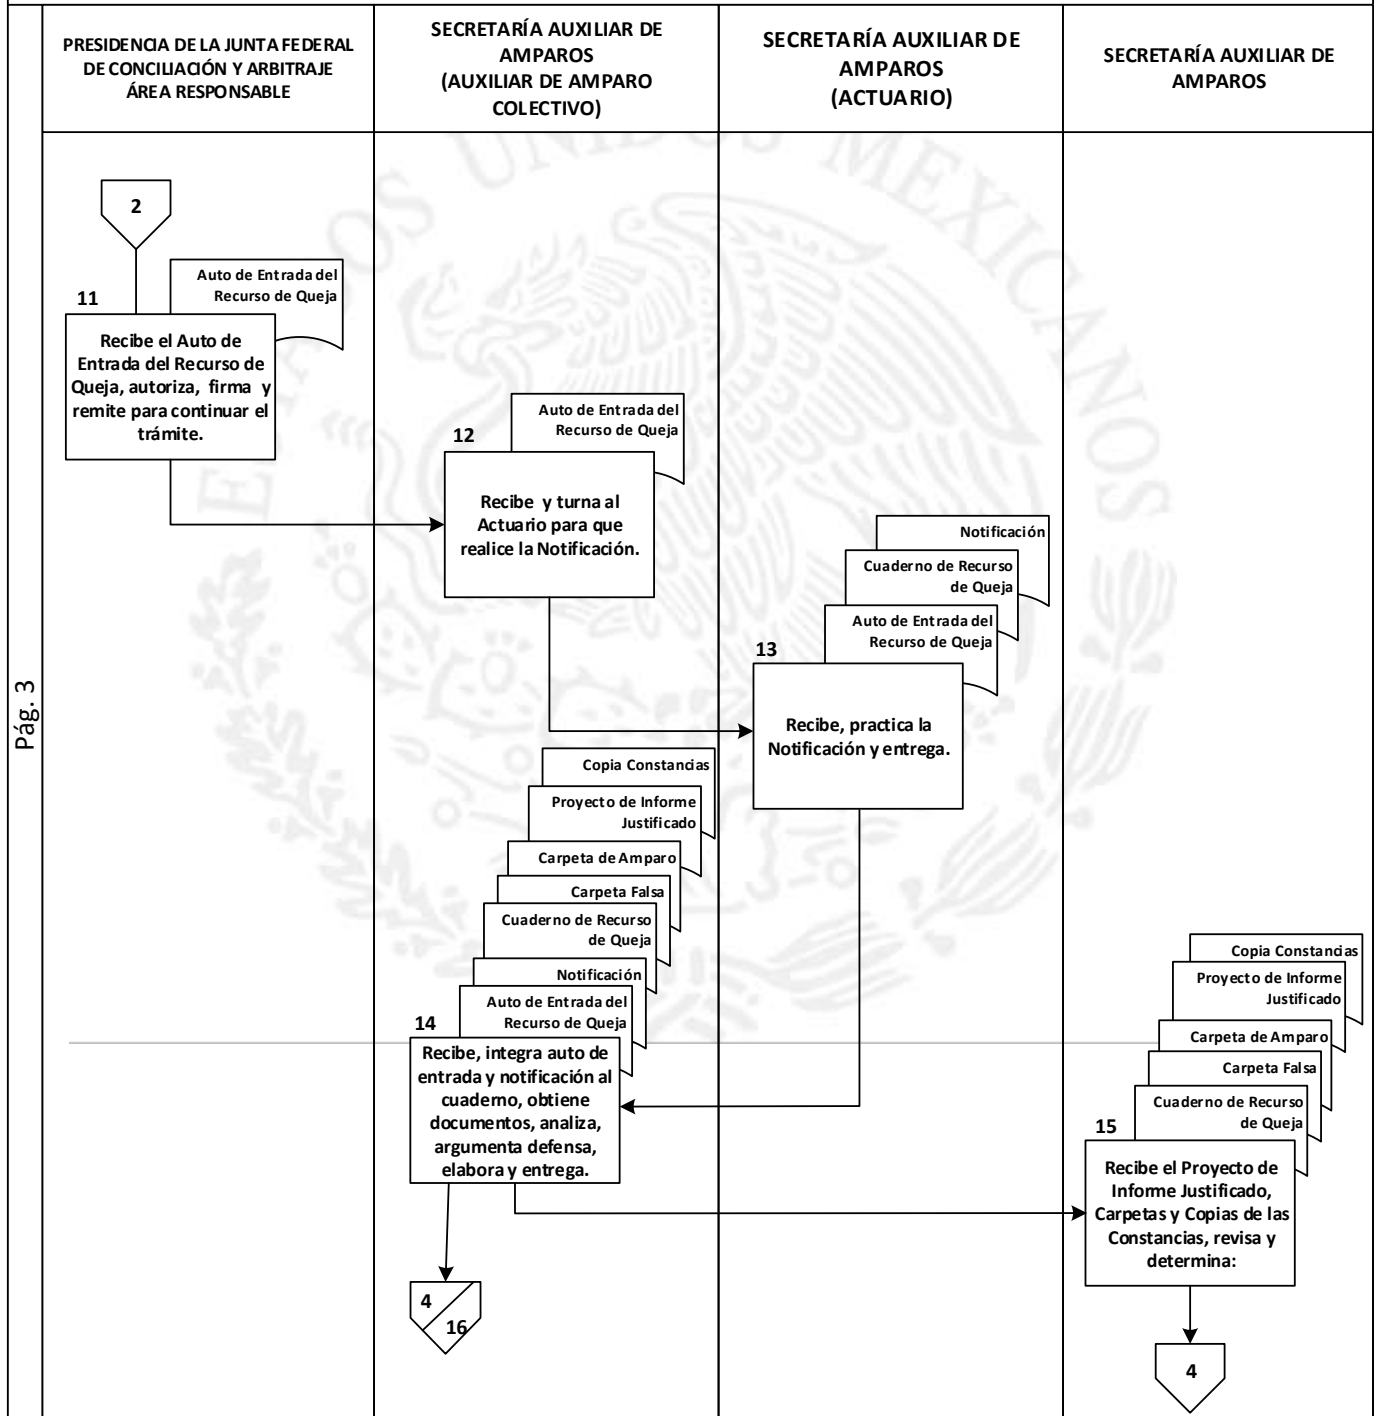 PRESIDENCIA DE LA JUNTA FEDERAL
DE CONCILIACIÓN Y ARBITRAJE
ÁREA RESPONSABLE
SECRETARÍA AUXILIAR DE
AMPAROS
(AUXILIAR DE AMPARO
COLECTIVO)
SECRETARÍA AUXILIAR DE
AMPAROS
(ACTUARIO)
SECRETARÍA AUXILIAR DE
AMPAROS
Pág. 3
ESTADOS UNIDOS MEXICANOS
2
Auto de Entrada del
Recurso de Queja
11
Recibe el Auto de
Entrada del Recurso de
Queja, autoriza, firma y
remite para continuar el
trámite.
Auto de Entrada del
Recurso de Queja
12
Recibe y turna al
Actuario para que
realice la Notificación.
Notificación
Cuaderno de Recurso
de Queja
Auto de Entrada del
Recurso de Queja
13
Recibe, practica la
Notificación y entrega.
Copia Constancias
Proyecto de Informe
Justificado
Carpeta de Amparo
Carpeta Falsa
Cuaderno de Recurso
de Queja
Notificación
Auto de Entrada del
Recurso de Queja
14
Recibe, integra auto de
entrada y notificación al
cuaderno, obtiene
documentos, analiza,
argumenta defensa,
elabora y entrega.
4
16
Copia Constancias
Proyecto de Informe
Justificado
Carpeta de Amparo
Carpeta Falsa
Cuaderno de Recurso
de Queja
15
Recibe el Proyecto de
Informe Justificado,
Carpetas y Copias de las
Constancias, revisa y
determina:
4